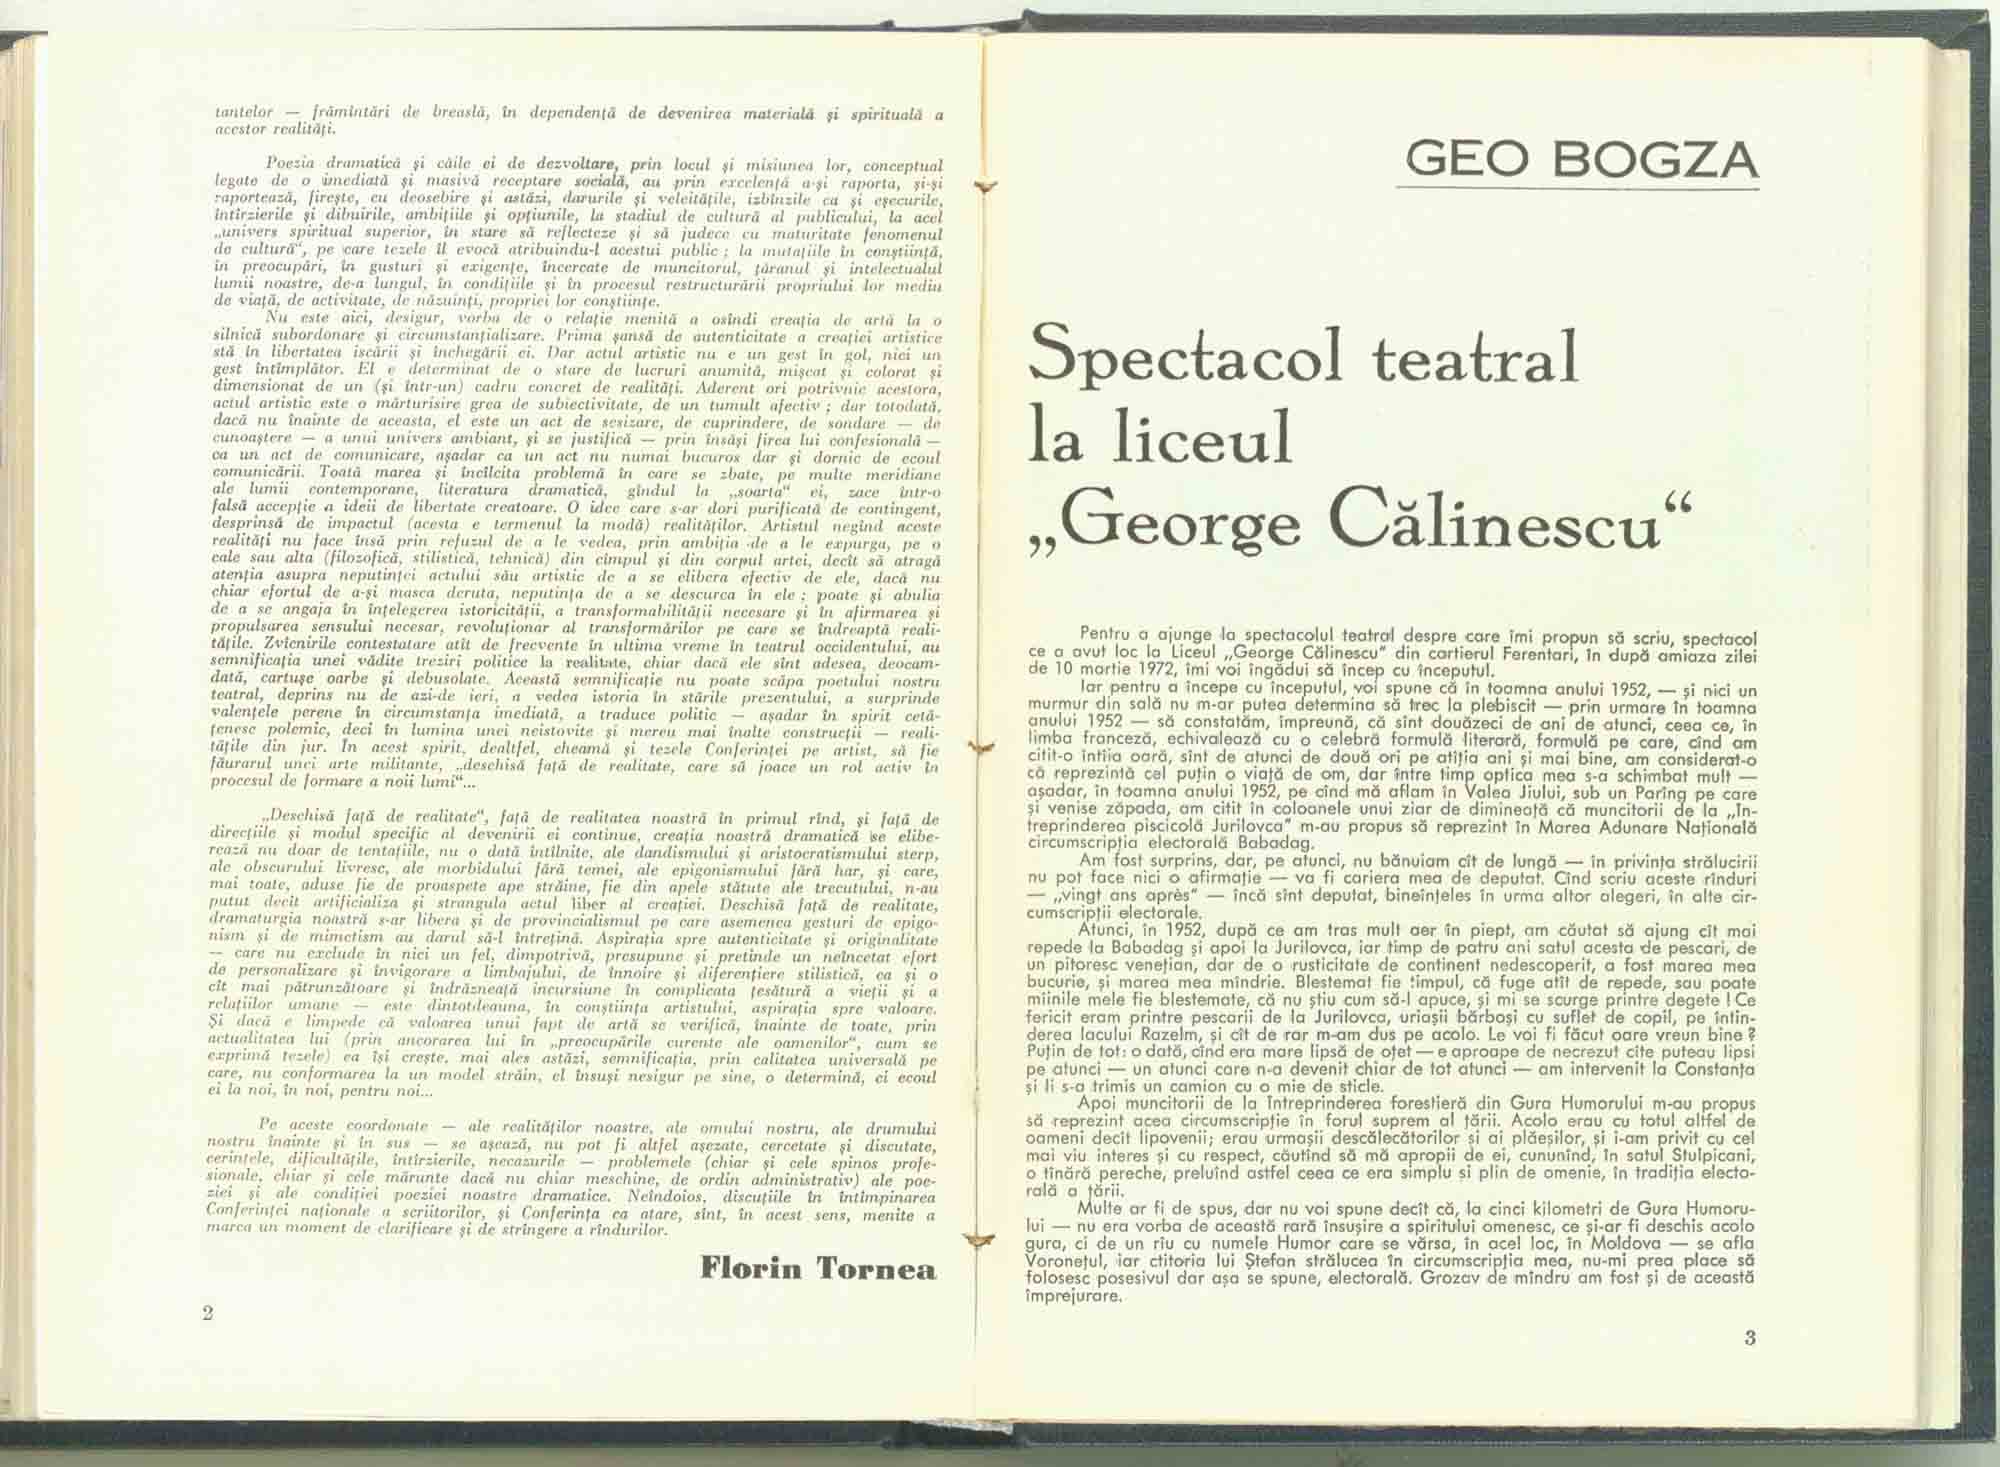 tantelor — frămîntări de breaslă, în dependență de devenirea materială și spirituală a
acestor realități.
Poezia dramatică și căile ei de dezvoltare, prin locul și misiunea lor, conceptual
legate de o imediată și masivă receptare socială, au prin excelență a-și raporta, și-și
raportează, firește, cu deosebire și astăzi, darurile și veleitățile, izbînzile ca și eșecurile,
întîrzierile și dibuirile, ambițiile și opțiunile, la stadiul de cultură al publicului, la acel
„univers spiritual superior, în stare să reflecteze și să judece cu maturitate fenomenul
de cultură“, pe care tezele îl evocă atribuindu-l acestui public ; la mutațiile în conștiință,
în preocupări, în gusturi și exigențe, încercate de muncitorul, țăranul și intelectualul
lumii noastre, de-a lungul, în condițiile și în procesul restructurării propriului lor mediu
de viață, de activitate, de năzuinți, propriei lor conștiințe.
Nu este aici, desigur, vorba de o relație menită a osîndi creația de artă la o
silnică subordonare și circumstanțializare. Prima șansă de autenticitate a creației artistice
stă în libertatea iscării și închegării ei. Dar actul artistic nu e un gest în gol, nici un
gest întîmplător. El e determinat de o stare de lucruri anumită, mișcat și colorat și
dimensionat de un (și într-un) cadru concret de realități. Aderent ori potrivnic acestora,
actul artistic este o mărturisire grea de subiectivitate, de un tumult afectiv ; dar totodată,
dacă nu înainte de aceasta, el este un act de sesizare, de cuprindere, de sondare — de
cunoaștere — a unui univers ambiant, și se justifică — prin însăși firea lui confesională —
ca un act de comunicare, așadar ca un act nu numai bucuros dar și dornic de ecoul
comunicării. Toată marea și încîlcita problemă în care se zbate, pe multe meridiane
ale lumii contemporane, literatura dramatică, gîndul la „soarta“ ei, zace într-o
falsă accepție a ideii de libertate creatoare. O idee care s-ar dori purificată de contingent,
desprinsă de impactul (acesta e termenul la modă) realităților. Artistul negînd aceste
realități nu face însă prin refuzul de a le vedea, prin ambiția de a le expurga, pe o
cale sau alta (filozofică, stilistică, tehnică) din cîmpul și din corpul artei, decît să atragă
atenția asupra neputinței actului său artistic de a se elibera efectiv de ele, dacă nu
chiar efortul de a-și masca deruta, neputința de a se descurca în ele ; poate și abulia
de a se angaja în înțelegerea istoricității, a transformabilității necesare și în afirmarea și
propulsarea sensului necesar, revoluționar al transformărilor pe care se îndreaptă reali-
tățile. Zvîcnirile contestatare atît de frecvente în ultima vreme în teatrul occidentului, au
semnificația unei vădite treziri politice la realitate, chiar dacă ele sînt adesea, deocam-
dată, cartușe oarbe și debusolate. Această semnificație nu poate scăpa poetului nostru
teatral, deprins nu de azi-de ieri, a vedea istoria în stările prezentului, a surprinde
valențele perene în circumstanța imediată, a traduce politic — așadar în spirit cetă-
țenesc polemic, deci în lumina unei neistovite și mereu mai înalte construcții — reali-
tățile din jur. În acest spirit, dealtfel, cheamă și tezele Conferinței pe artist, să fie
făurarul unei arte militante, „deschisă față de realitate, care să joace un rol activ în
procesul de formare a noii lumi“...
„Deschisă față de realitate“, față de realitatea noastră în primul rînd, și față de
direcțiile și modul specific al devenirii ei continue, creația noastră dramatică se elibe-
rează nu doar de tentațiile, nu o dată întîlnite, ale dandismului și aristocratismului sterp,
ale obscurului livresc, ale morbidului fără temei, ale epigonismului fără har, și care,
mai toate, aduse fie de proaspete ape străine, fie din apele stătute ale trecutului, n-au
putut decît artificializa și strangula actul liber al creației. Deschisă față de realitate,
dramaturgia noastră s-ar libera și de provincialismul pe care asemenea gesturi de epigo-
nism și de mimetism au darul să-l întrețină. Aspirația spre autenticitate și originalitate
— care nu exclude în nici un fel, dimpotrivă, presupune și pretinde un neîncetat efort
de personalizare și învigorare a limbajului, de înnoire și diferențiere stilistică, ca și o
cît mai pătrunzătoare și îndrăzneață incursiune în complicata țesătură a vieții și a
relațiilor umane — este dintotdeauna, în conștiința artistului, aspirația spre valoare.
Și dacă e limpede că valoarea unui fapt de artă se verifică, înainte de toate, prin
actualitatea lui (prin ancorarea lui în „preocupările curente ale oamenilor“, cum se
exprimă tezele) ea își crește, mai ales astăzi, semnificația, prin calitatea universală pe
care, nu conformarea la un model străin, el însuși nesigur pe sine, o determină, ci ecoul
ei la noi, în noi, pentru noi...
Pe aceste coordonate — ale realităților noastre, ale omului nostru, ale drumului
nostru înainte și în sus — se așează, nu pot fi altfel așezate, cercetate și discutate,
cerințele, dificultățile, întîrzierile, necazurile — problemele (chiar și cele spinos profe-
sionale, chiar și cele mărunte dacă nu chiar meschine, de ordin administrativ) ale poe-
ziei și ale condiției poeziei noastre dramatice. Neîndoios, discuțiile în întîmpinarea
Conferinței naționale a scriitorilor, și Conferința ca atare, sînt, în acest sens, menite a
marca un moment de clarificare și de strîngere a rîndurilor.
Florin Tornea
2
GEO BOGZA
Spectacol teatral
la liceul
„George Călinescu“
Pentru a ajunge la spectacolul teatral despre care îmi propun să scriu, spectacol
ce a avut loc la Liceul „George Călinescu“ din cartierul Ferentari, în după amiaza zilei
de 10 martie 1972, îmi voi îngădui să încep cu începutul.
Iar pentru a începe cu începutul, voi spune că în toamna anului 1952, — și nici un
murmur din sală nu m-ar putea determina să trec la plebiscit — prin urmare în toamna
anului 1952 — să constatăm, împreună, că sînt douăzeci de ani de atunci, ceea ce, în
limba franceză, echivalează cu o celebră formulă literară, formulă pe care, cînd am
citit-o întîia oară, sînt de atunci de două ori pe atîția ani și mai bine, am considerat-o
că reprezintă cel puțin o viață de om, dar între timp optica mea s-a schimbat mult —
așadar, în toamna anului 1952, pe cînd mă aflam în Valea Jiului, sub un Parîng pe care
și venise zăpada, am citit în coloanele unui ziar de dimineață că muncitorii de la „În-
treprinderea piscicolă Jurilovca“ m-au propus să reprezint în Marea Adunare Națională
circumscripția electorală Babadag.
Am fost surprins, dar, pe atunci, nu bănuiam cît de lungă — în privința strălucirii
nu pot face nici o afirmație — va fi cariera mea de deputat. Cînd scriu aceste rînduri
— „vingt ans après“ — încă sînt deputat, bineînțeles în urma altor alegeri, în alte cir-
cumscripții electorale.
Atunci, în 1952, după ce am tras mult aer în piept, am căutat să ajung cît mai
repede la Babadag și apoi la Jurilovca, iar timp de patru ani satul acesta de pescari, de
un pitoresc venețian, dar de o rusticitate de continent nedescoperit, a fost marea mea
bucurie, și marea mea mîndrie. Blestemat fie timpul, că fuge atît de repede, sau poate
mîinile mele fie blestemate, că nu știu cum să-l apuce, și mi se scurge printre degete ! Ce
fericit eram printre pescarii de la Jurilovca, uriașii bărboși cu suflet de copil, pe întin-
derea lacului Razelm, și cît de rar m-am dus pe acolo. Le voi fi făcut oare vreun bine ?
Puțin de tot: o dată, cînd era mare lipsă de oțet — e aproape de necrezut cîte puteau lipsi
pe atunci — un atunci care n-a devenit chiar de tot atunci — am intervenit la Constanța
și li s-a trimis un camion cu o mie de sticle.
Apoi muncitorii de la Întreprinderea forestieră din Gura Humorului m-au propus
să reprezint acea circumscripție în forul suprem al țării. Acolo erau cu totul altfel de
oameni decît lipovenii; erau urmașii descălecătorilor și ai plăeșilor, și i-am privit cu cel
mai viu interes și cu respect, căutînd să mă apropii de ei, cununînd, în satul Stulpicani,
o tînără pereche, preluînd astfel ceea ce era simplu și plin de omenie, în tradiția electo-
rală a țării.
Multe ar fi de spus, dar nu voi spune decît că, la cinci kilometri de Gura Humoru-
lui — nu era vorba de această rară însușire a spiritului omenesc, ce și-ar fi deschis acolo
gura, ci de un rîu cu numele Humor care se vărsa, în acel loc, în Moldova — se afla
Voronețul, iar ctitoria lui Ștefan strălucea în circumscripția mea, nu-mi prea place să
folosesc posesivul dar așa se spune, electorală. Grozav de mîndru am fost și de această
împrejurare.
3